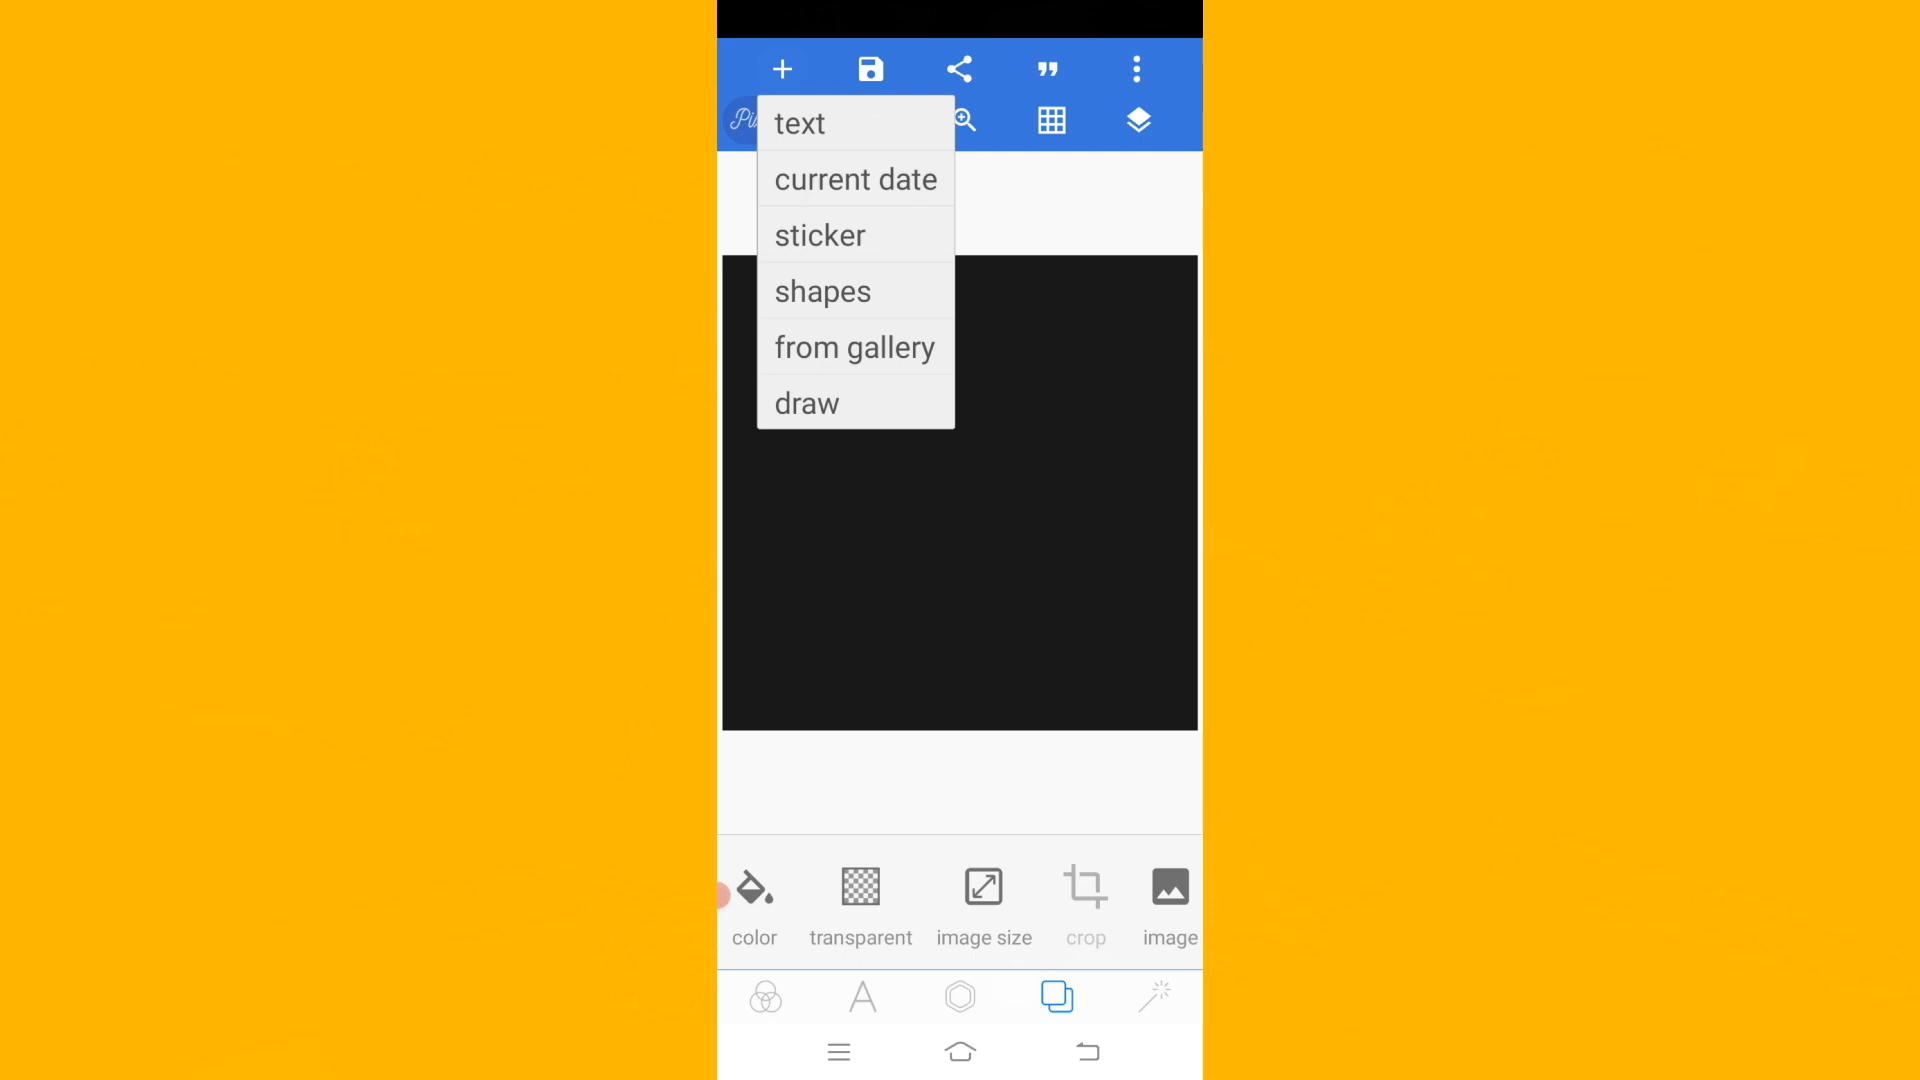 text
current date
sticker
shapes
from gallery
draw
color
transparent
image size
crop
image